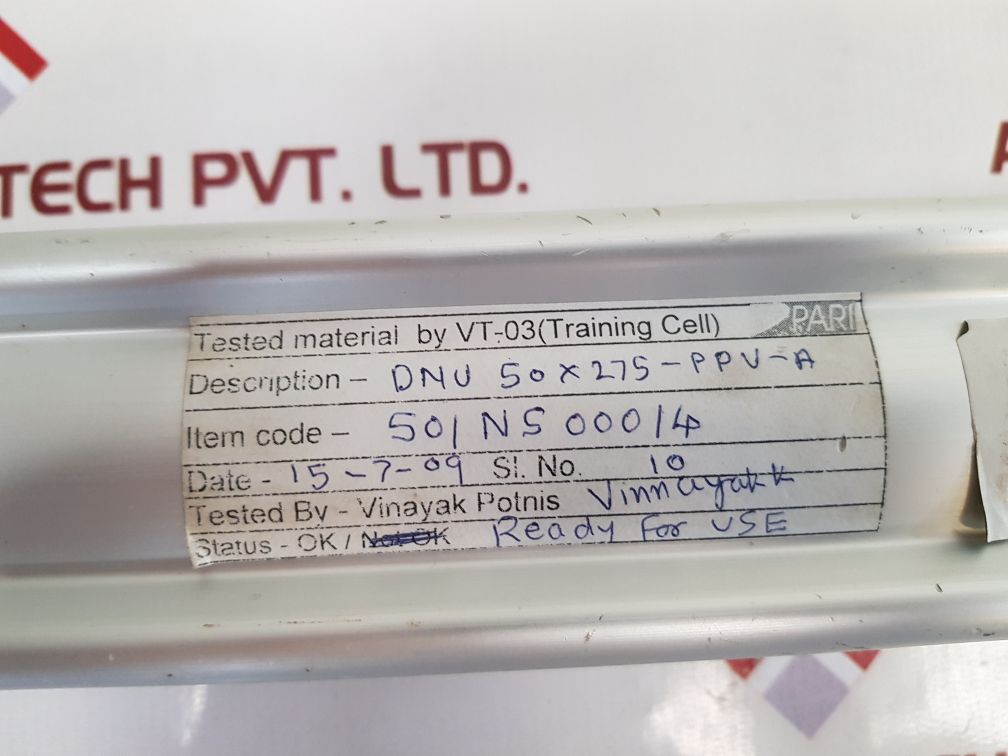 TECH PVT. LTD.
Tested material by VT-03(Training Cell) PARI
Description - DNU 50X275-PPV-A
Item code - 501NS00014
Date - 15-7-09 Sl. No. 10
Tested By - Vinayak Potnis Vinnayakk
Status - OK / Not OK Ready For USE